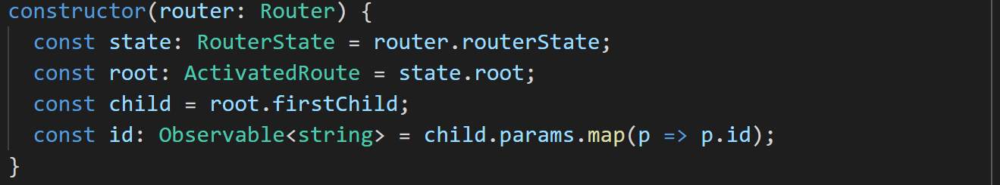 constructor(router: Router) {
  const state: RouterState = router.routerState;
  const root: ActivatedRoute = state.root;
  const child = root.firstChild;
  const id: Observable<string> = child.params.map(p => p.id);
}